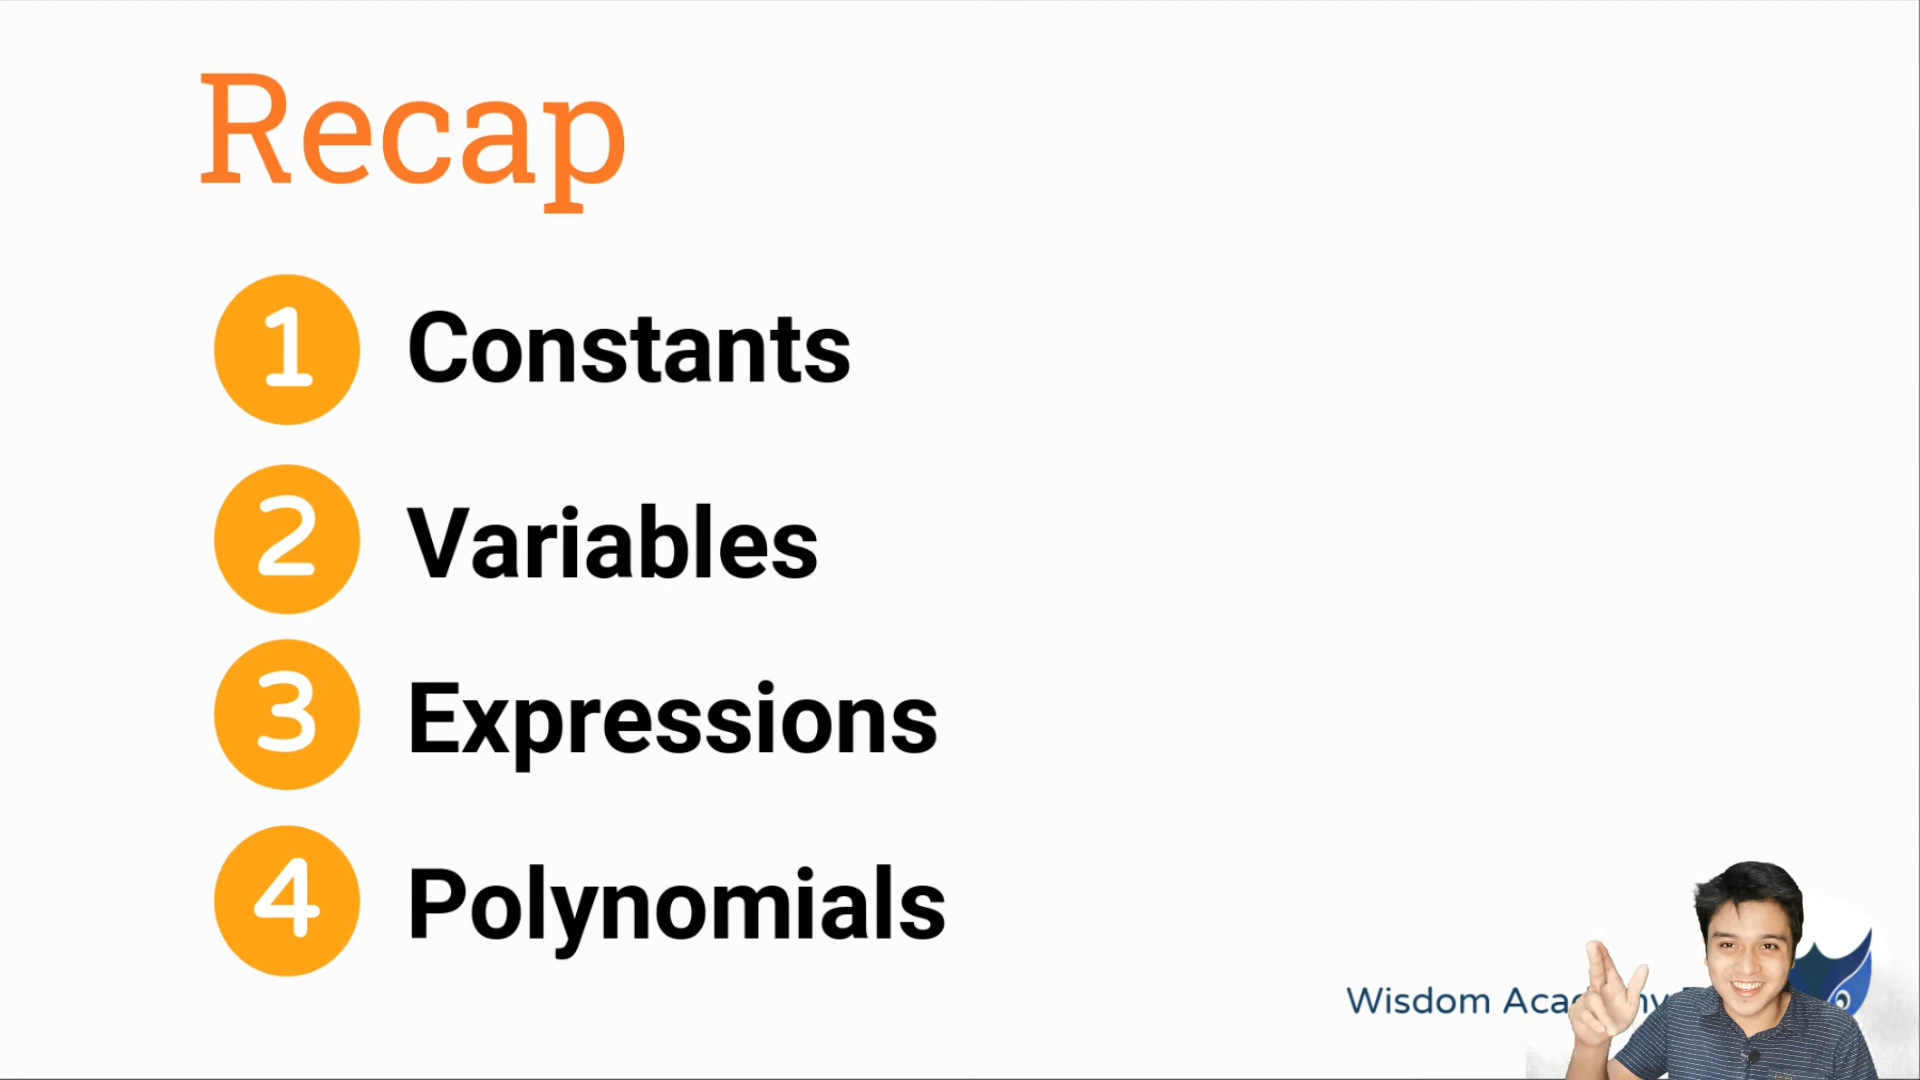 Recap
1 Constants
2 Variables
3 Expressions
4 Polynomials
Wisdom